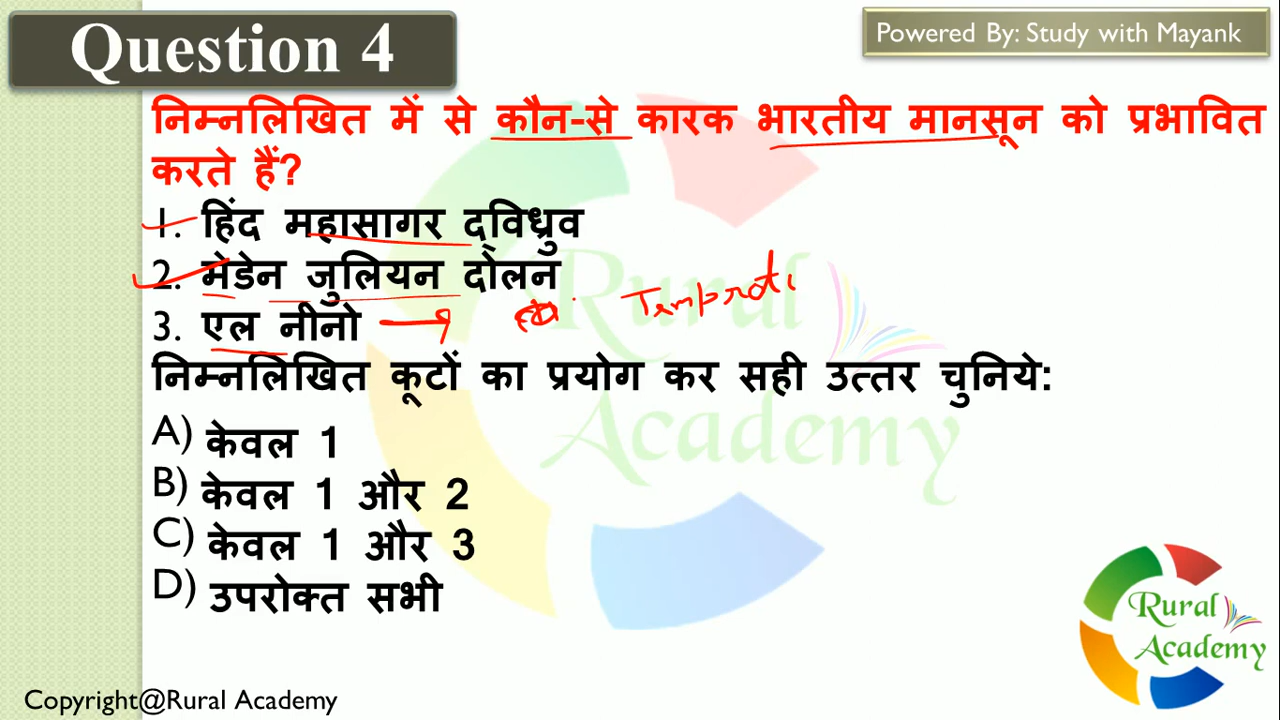 Question 4
Powered By: Study with Mayank
निम्नलिखित में से कौन-से कारक भारतीय मानसून को प्रभावित
करते हैं?
1. हिंद महासागर द्विध्रुव
2. मेडेन जुलियन दोलन
3. एल नीनो
निम्नलिखित कूटों का प्रयोग कर सही उत्तर चुनिये:
A) केवल 1
B) केवल 1 और 2
C) केवल 1 और 3
D) उपरोक्त सभी
Rural
Academy
Rural
Academy
Copyright@Rural Academy